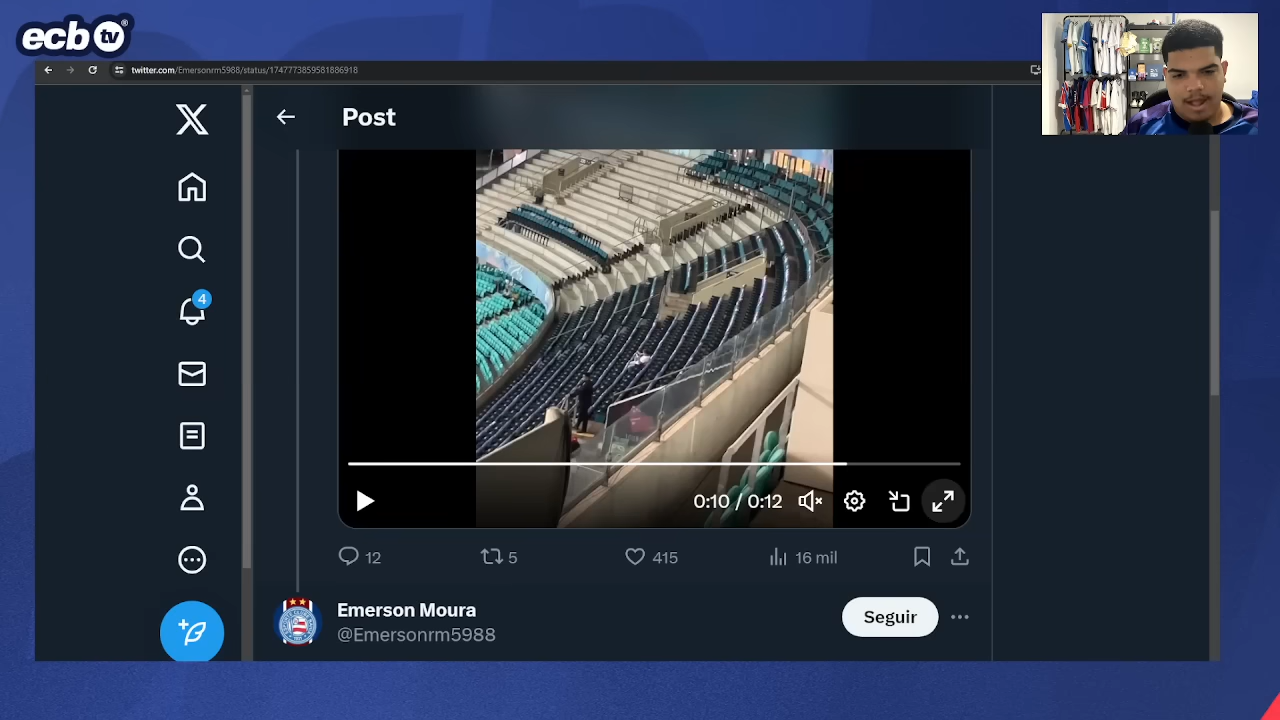 ecb tv®
twitter.com/Emersonrm5988/status/1747773859581886918
Post
4
0:10 / 0:12
12
5
415
16 mil
Emerson Moura
@Emersonrm5988
Seguir